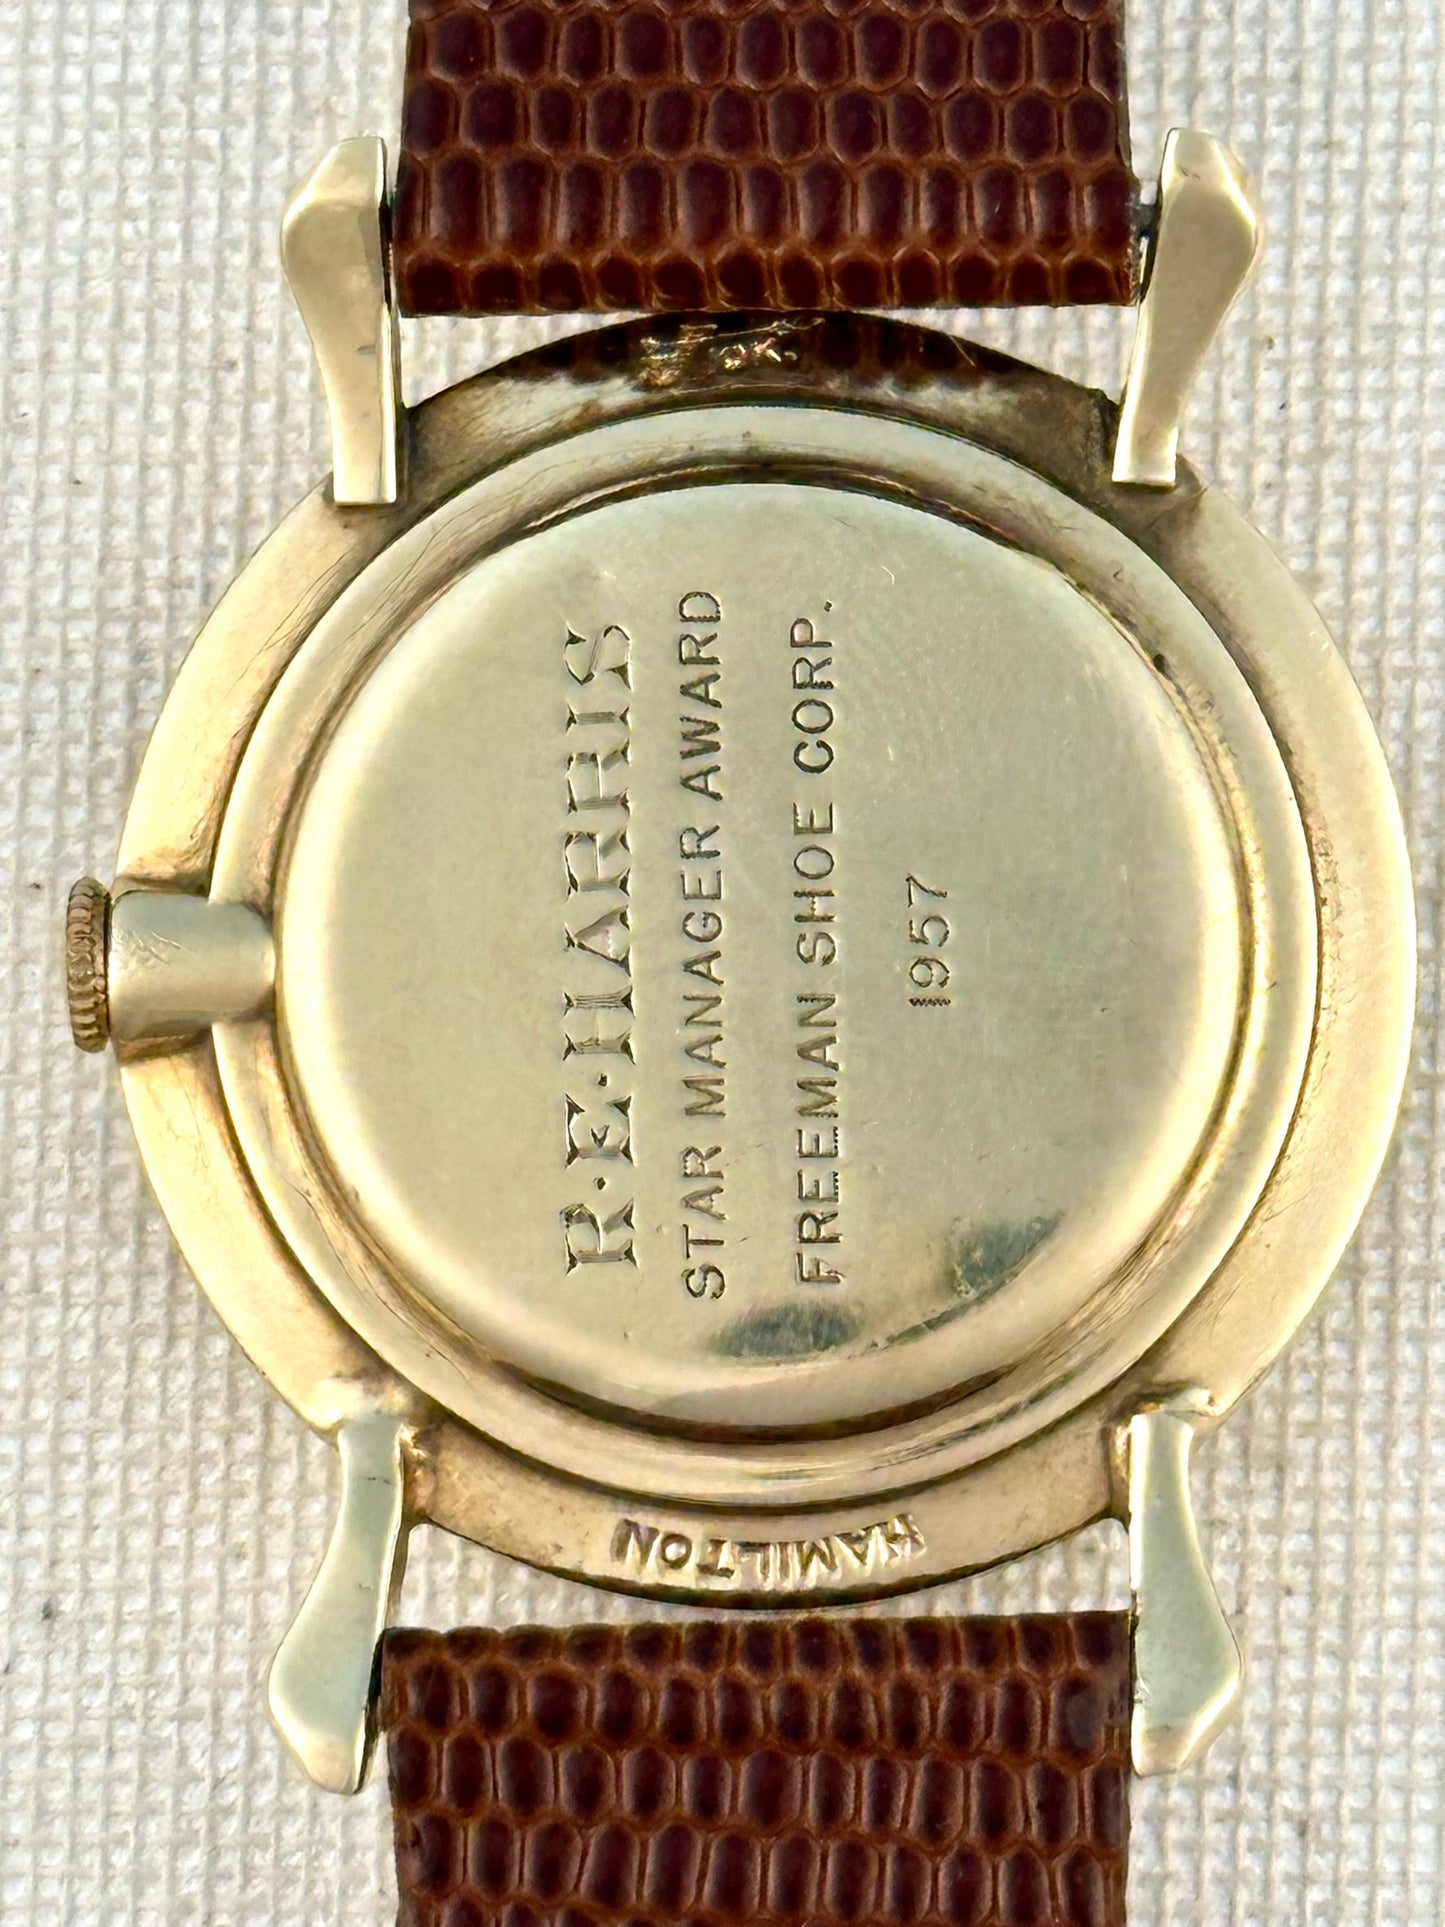 R·E·HARRIS
STAR MANAGER AWARD
FREEMAN SHOE CORP.
1957
HAMILTON